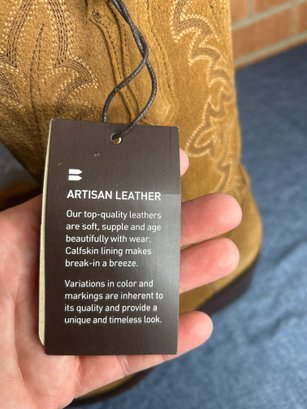 ARTISAN LEATHER
Our top-quality leathers
are soft, supple and age
beautifully with wear.
Calfskin lining makes
break-in a breeze.
Variations in color and
markings are inherent to
its quality and provide a
unique and timeless look.